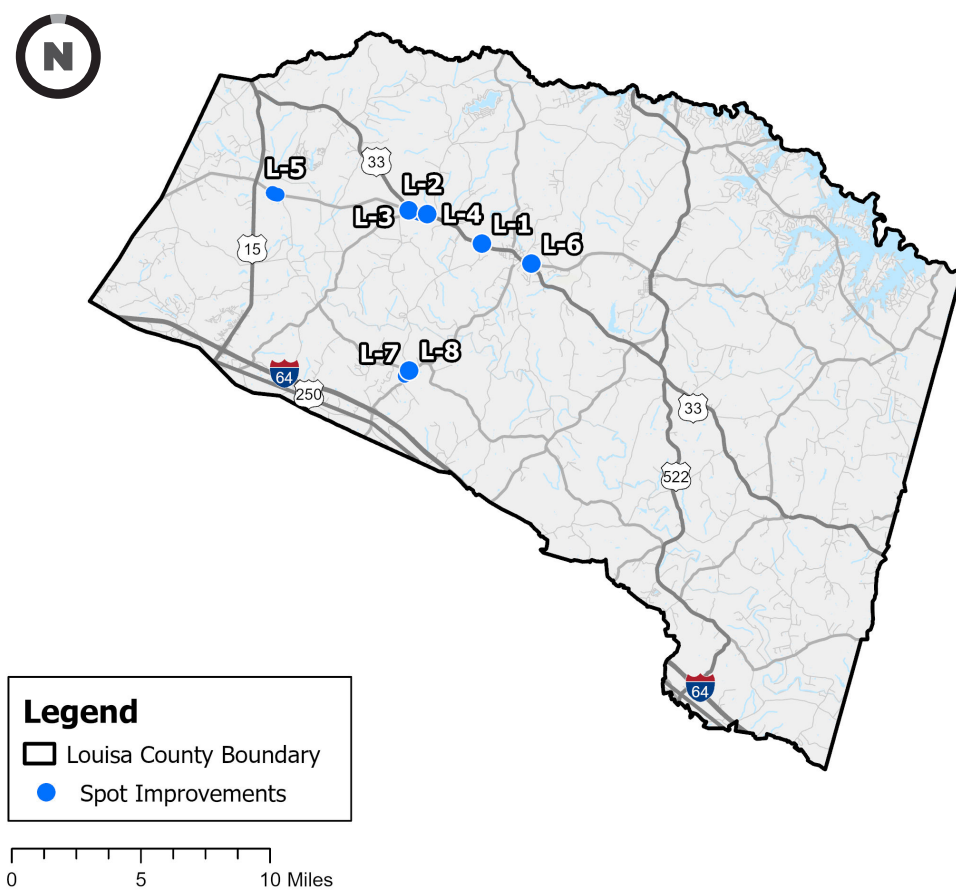 N
33
L-5
L-2
L-3
L-4
L-1
L-6
15
L-7
L-8
64
250
33
522
64
Legend
Louisa County Boundary
Spot Improvements
0 5 10 Miles